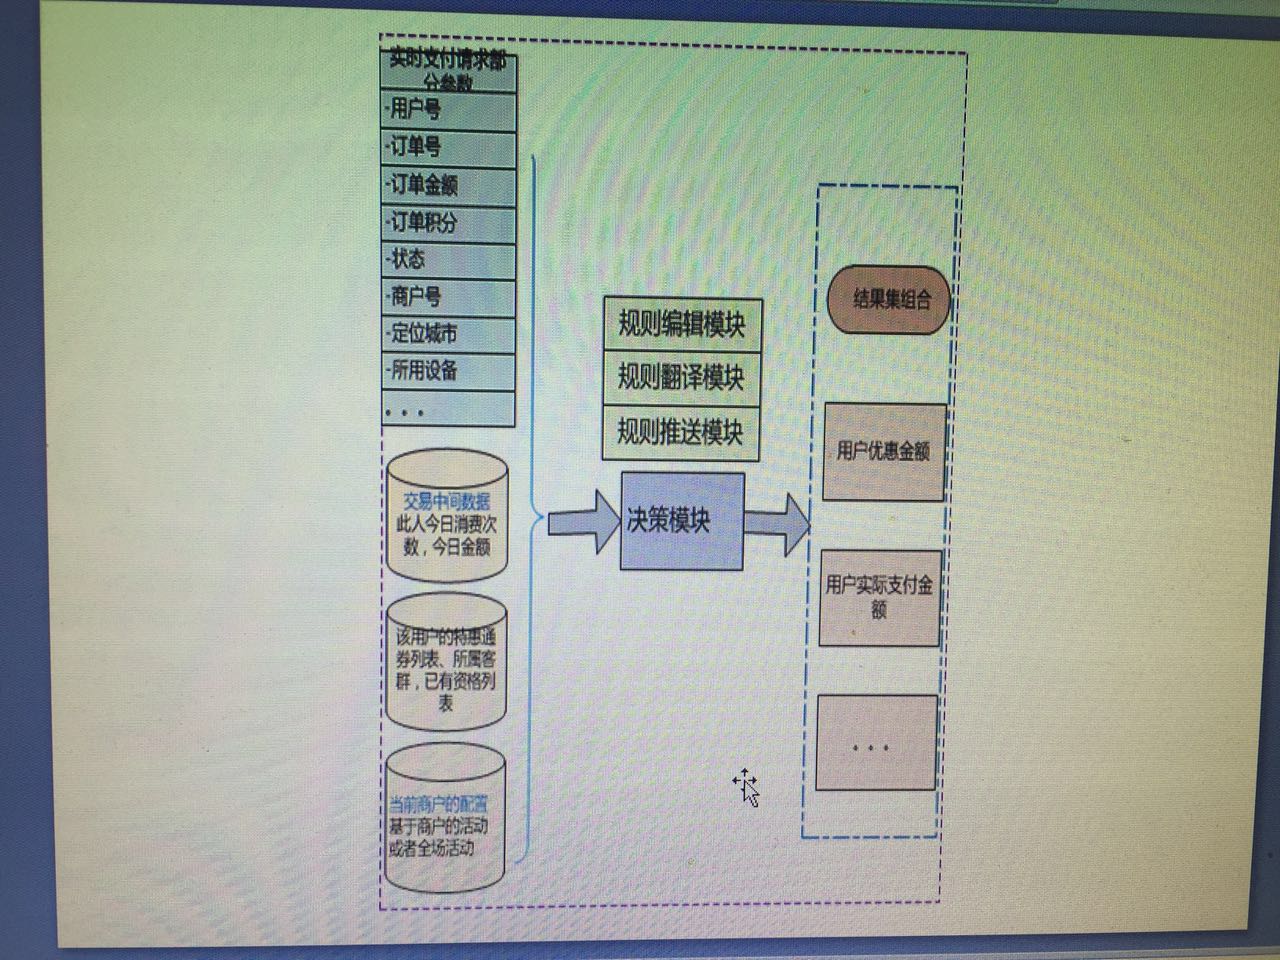 实时支付请求部
分参数
-用户号
-订单号
-订单金额
-订单积分
-状态
-商户号
-定位城市
-所用设备
...
交易中间数据
此人今日消费次
数，今日金额
该用户的特惠通
券列表、所属客
群，已有资格列
表
当前商户的配置
基于商户的活动
或者全场活动
规则编辑模块
规则翻译模块
规则推送模块
决策模块
结果集组合
用户优惠金额
用户实际支付金
额
...